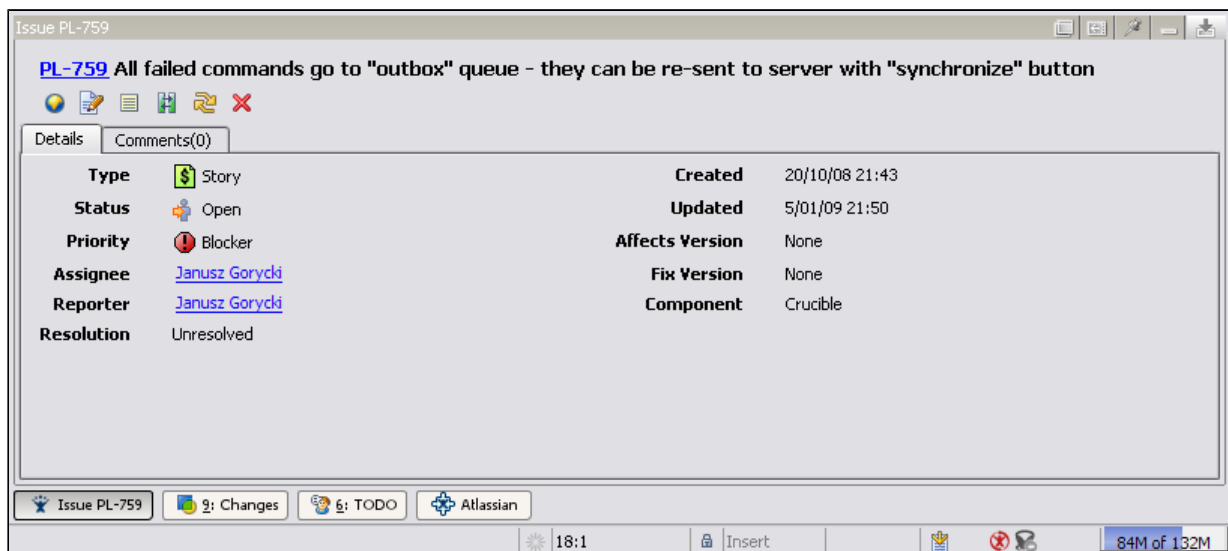 Issue PL-759
PL-759 All failed commands go to "outbox" queue - they can be re-sent to server with "synchronize" button
Details Comments(0)
Type Story Created 20/10/08 21:43
Status Open Updated 5/01/09 21:50
Priority Blocker Affects Version None
Assignee Janusz Gorycki Fix Version None
Reporter Janusz Gorycki Component Crucible
Resolution Unresolved
Issue PL-759 9: Changes 6: TODO Atlassian
18:1 Insert 84M of 132M